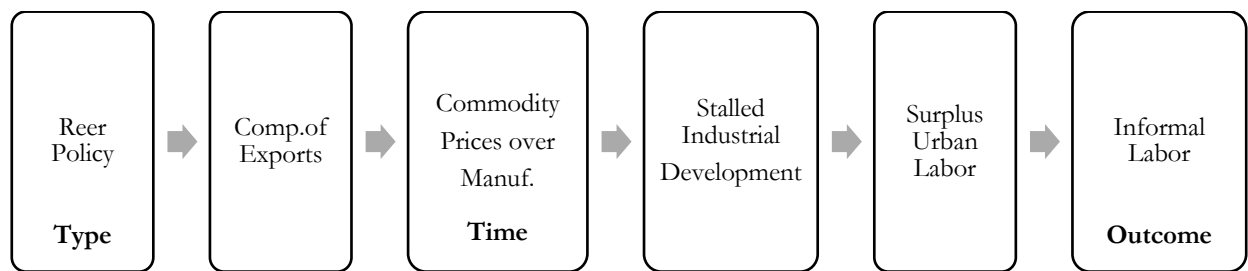 Reer
Policy
Type
Comp.of
Exports
Commodity
Prices over
Manuf.
Time
Stalled
Industrial
Development
Surplus
Urban
Labor
Informal
Labor
Outcome